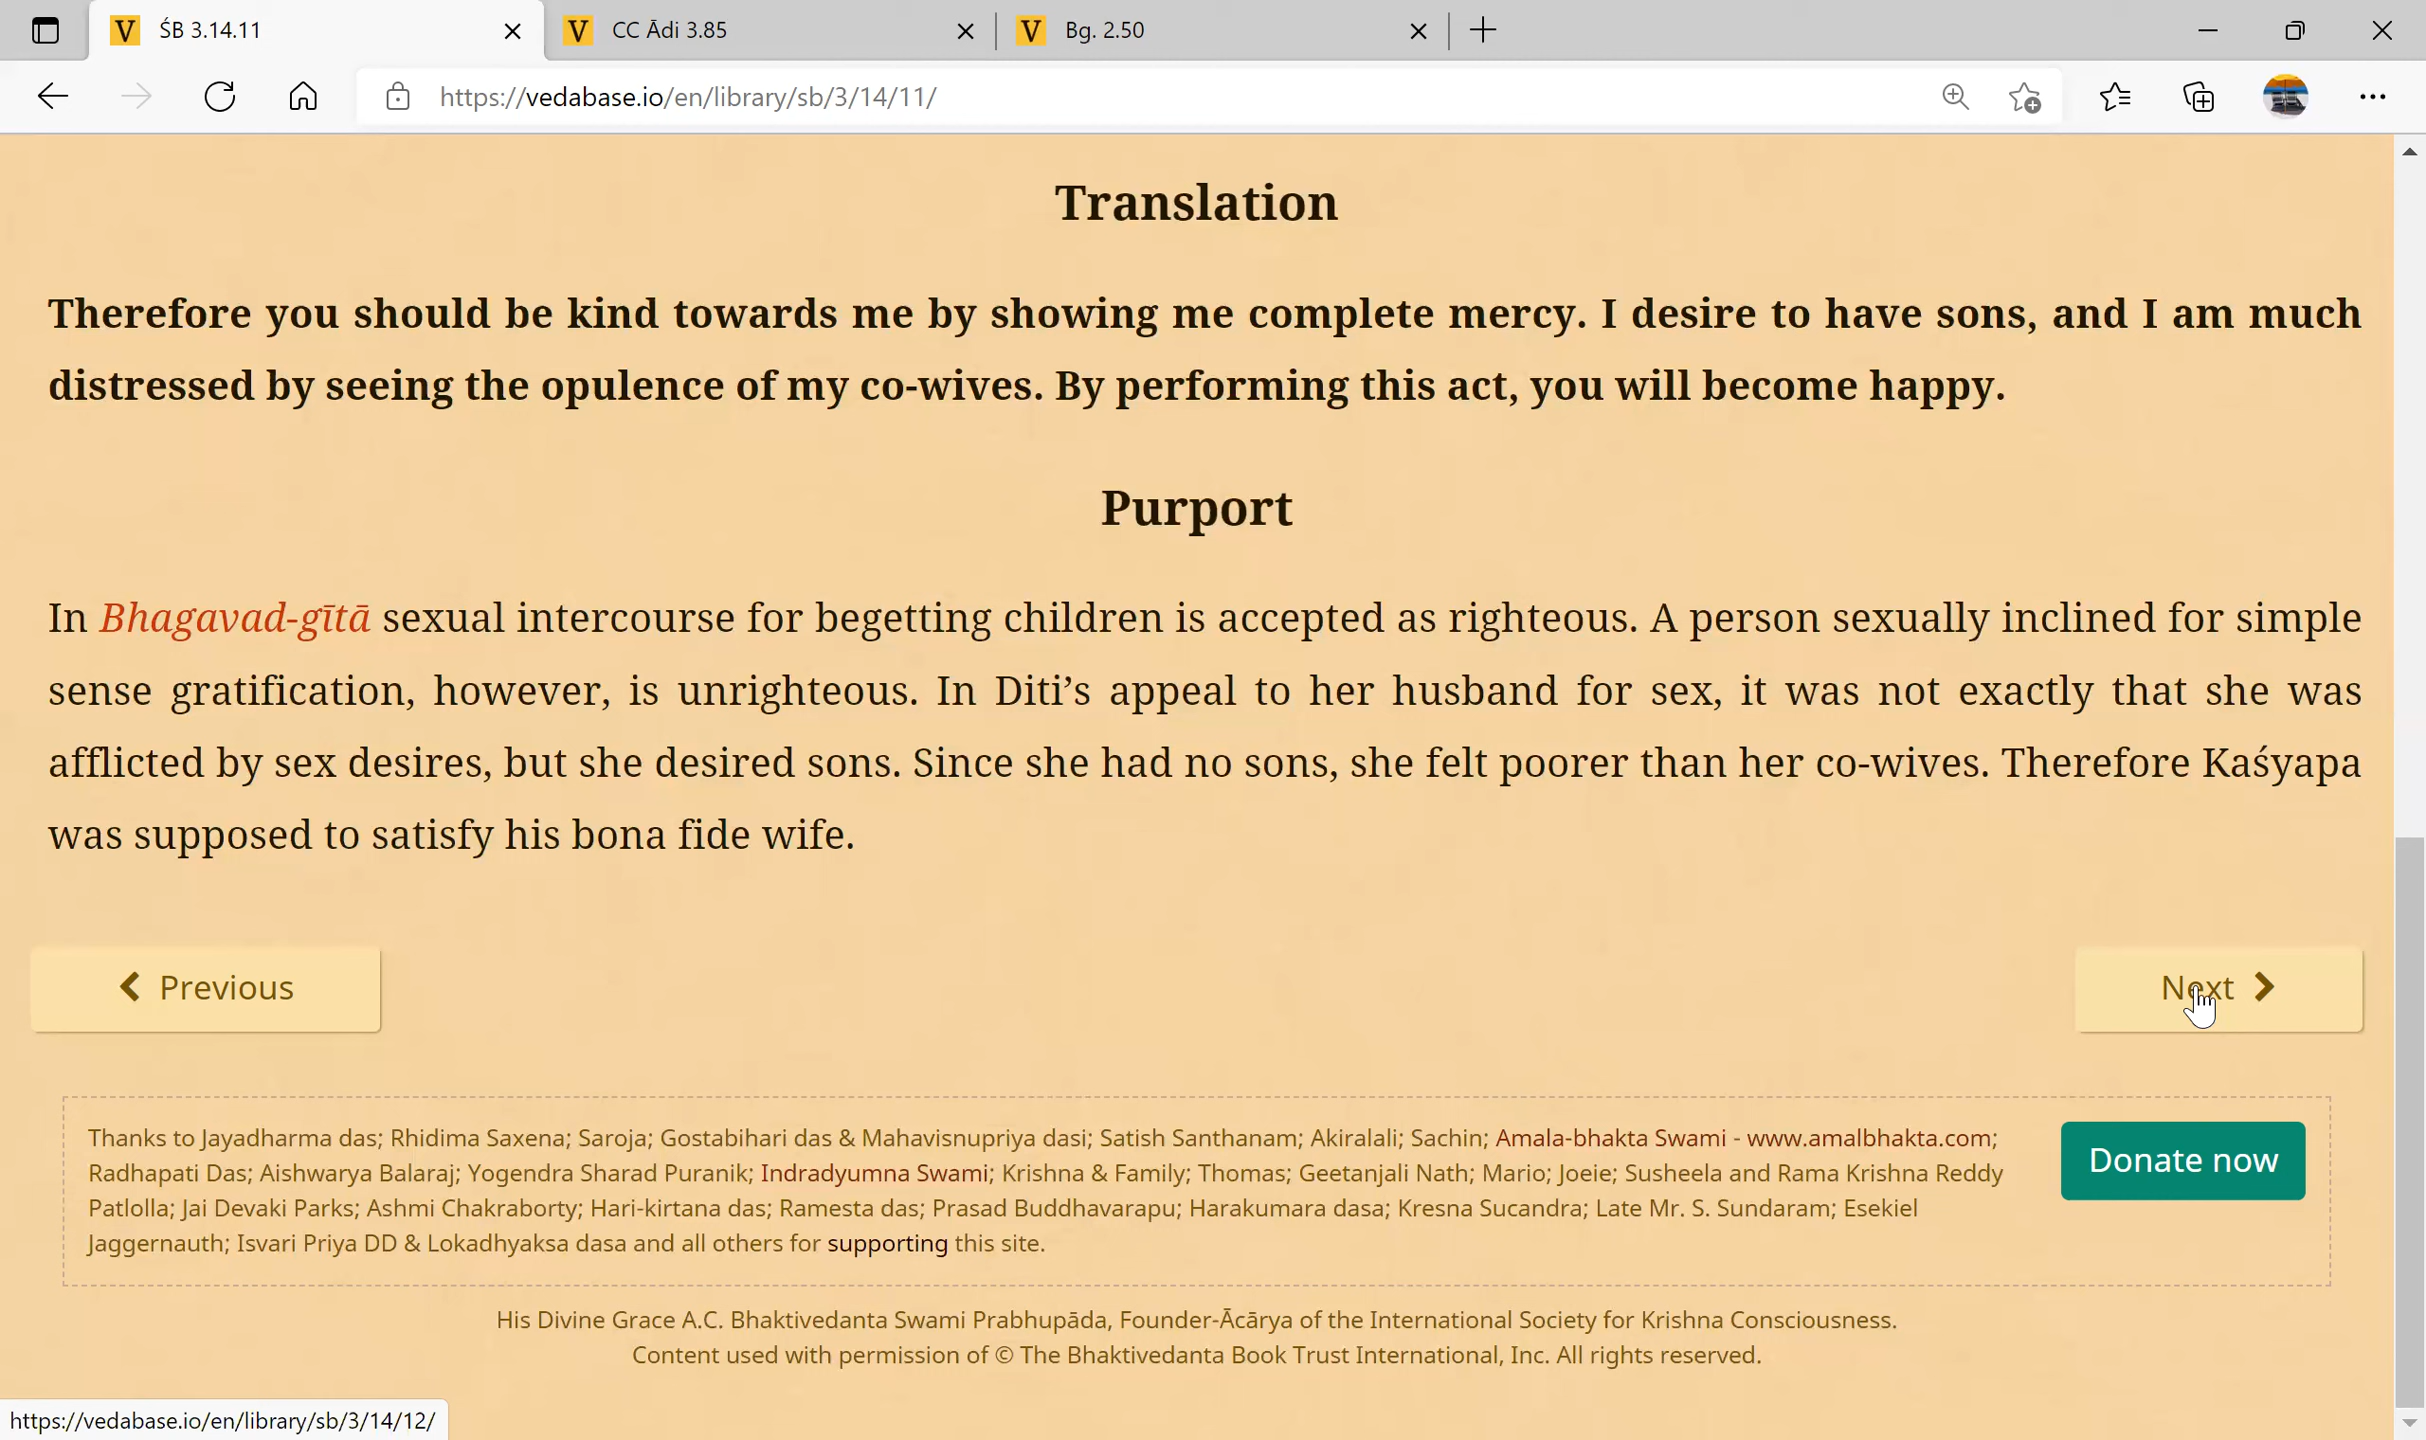 V ŚB 3.14.11 V CC Ādi 3.85 V Bg. 2.50
https://vedabase.io/en/library/sb/3/14/11/
Translation
Therefore you should be kind towards me by showing me complete mercy. I desire to have sons, and I am much
distressed by seeing the opulence of my co-wives. By performing this act, you will become happy.
Purport
In Bhagavad-gītā sexual intercourse for begetting children is accepted as righteous. A person sexually inclined for simple
sense gratification, however, is unrighteous. In Diti’s appeal to her husband for sex, it was not exactly that she was
afflicted by sex desires, but she desired sons. Since she had no sons, she felt poorer than her co-wives. Therefore Kaśyapa
was supposed to satisfy his bona fide wife.
Previous Next
Thanks to Jayadharma das; Rhidima Saxena; Saroja; Gostabihari das & Mahavisnupriya dasi; Satish Santhanam; Akiralali; Sachin; Amala-bhakta Swami - www.amalbhakta.com;
Radhapati Das; Aishwarya Balaraj; Yogendra Sharad Puranik; Indradyumna Swami; Krishna & Family; Thomas; Geetanjali Nath; Mario; Joeie; Susheela and Rama Krishna Reddy
Patlolla; Jai Devaki Parks; Ashmi Chakraborty; Hari-kirtana das; Ramesta das; Prasad Buddhavarapu; Harakumara dasa; Kresna Sucandra; Late Mr. S. Sundaram; Esekiel
Jaggernauth; Isvari Priya DD & Lokadhyaksa dasa and all others for supporting this site.
Donate now
His Divine Grace A.C. Bhaktivedanta Swami Prabhupāda, Founder-Ācārya of the International Society for Krishna Consciousness.
Content used with permission of © The Bhaktivedanta Book Trust International, Inc. All rights reserved.
https://vedabase.io/en/library/sb/3/14/12/